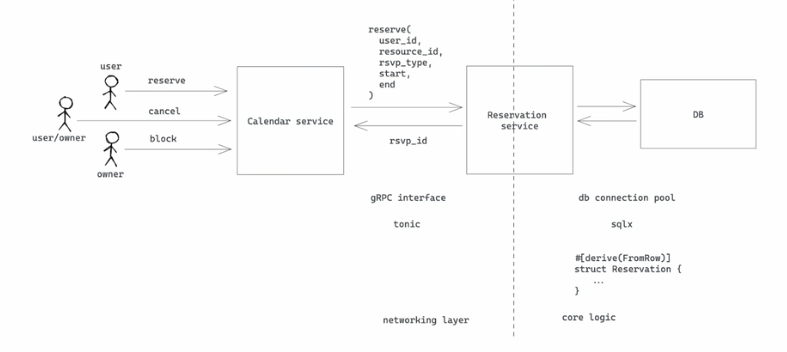 user
reserve
cancel
user/owner
block
owner
Calendar service
reserve(
user_id,
resource_id,
rsvp_type,
start,
end
)
rsvp_id
Reservation
service
DB
gRPC interface
tonic
db connection pool
sqlx
#[derive(FromRow)]
struct Reservation {
...
}
networking layer
core logic